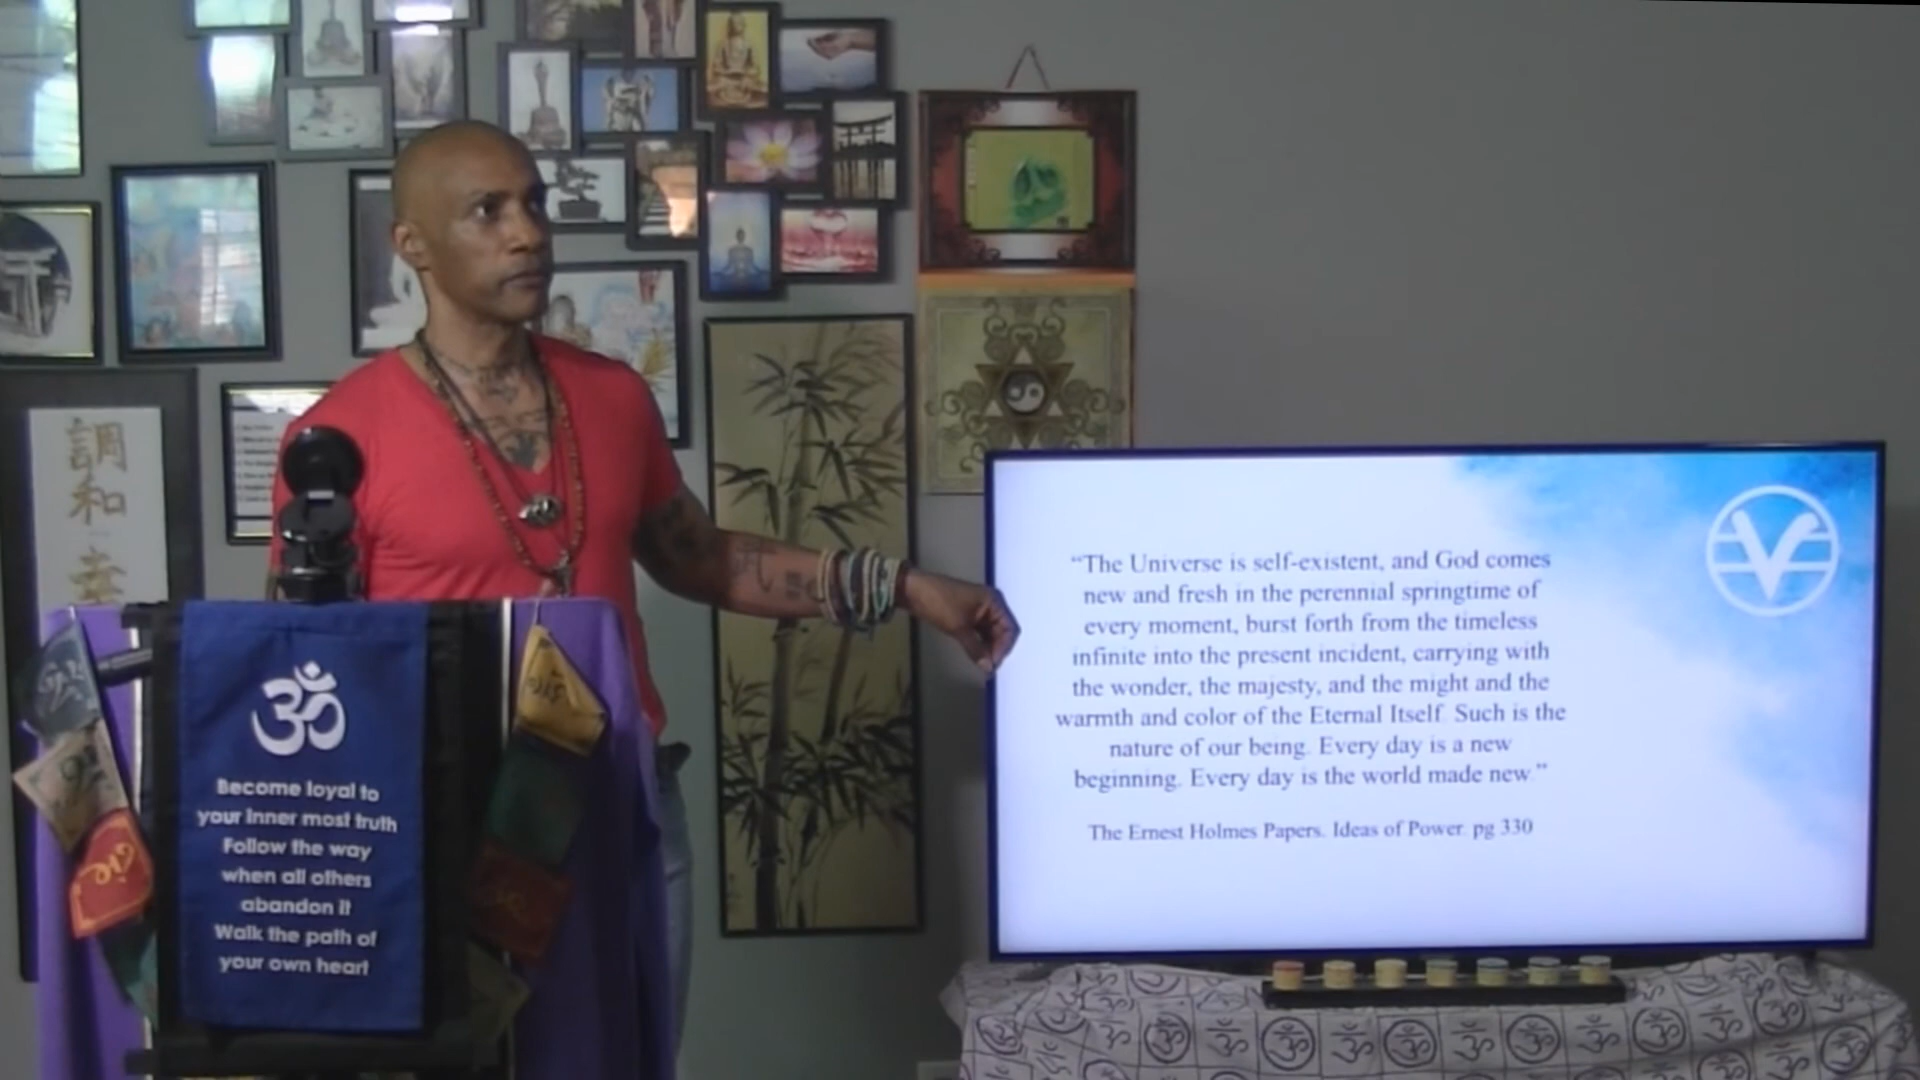 調
和
幸
"The Universe is self-existent, and God comes
new and fresh in the perennial springtime of
every moment, burst forth from the timeless
infinite into the present incident, carrying with
the wonder, the majesty, and the might and the
warmth and color of the Eternal Itself. Such is the
nature of our being. Every day is a new
beginning. Every day is the world made new."
The Ernest Holmes Papers. Ideas of Power. pg 330
ॐ
Become loyal to
your inner most truth
Follow the way
when all others
abandon it
Walk the path of
your own heart